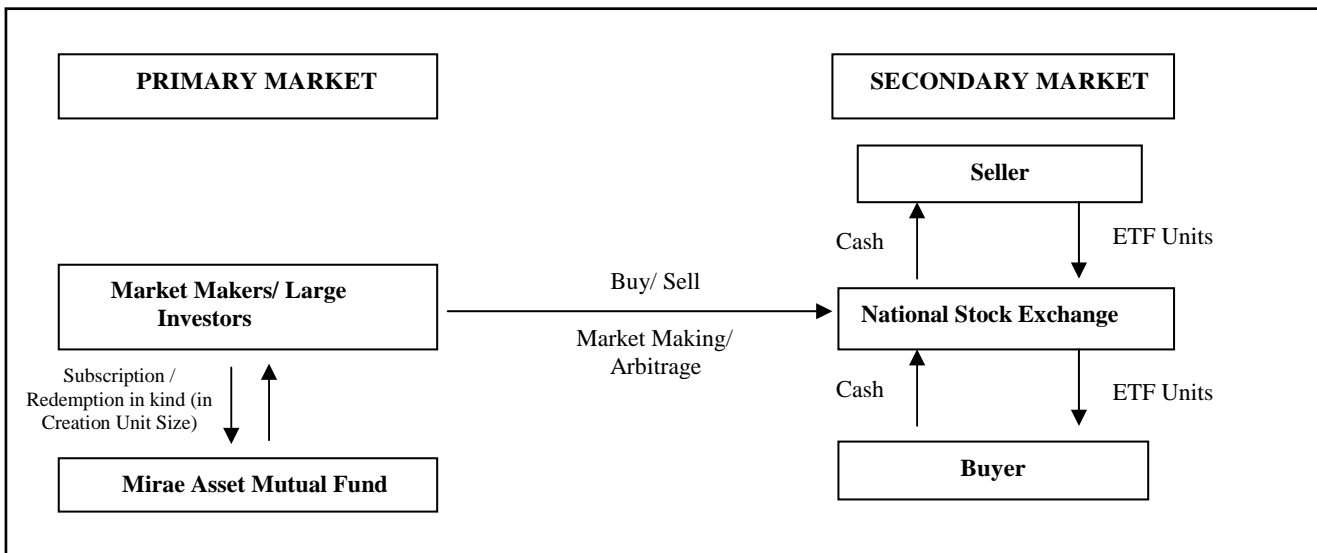 PRIMARY MARKET
SECONDARY MARKET
Seller
Cash
ETF Units
Market Makers/ Large
Investors
Buy/ Sell
Market Making/
Arbitrage
National Stock Exchange
Subscription /
Redemption in kind (in
Creation Unit Size)
Cash
ETF Units
Mirae Asset Mutual Fund
Buyer